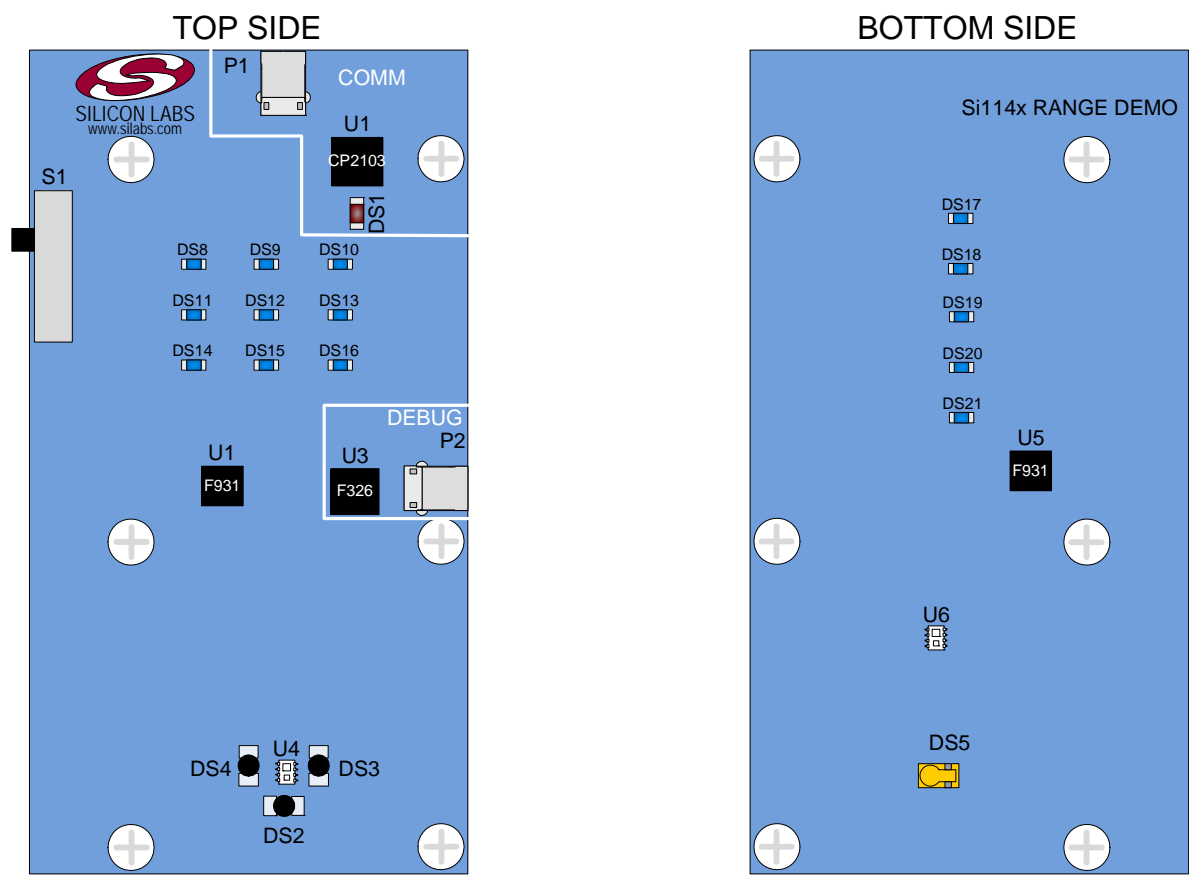 TOP SIDE
BOTTOM SIDE
SILICON LABS
www.silabs.com
P1
COMM
U1
CP2103
DS1
S1
DS8 DS9 DS10
DS11 DS12 DS13
DS14 DS15 DS16
DEBUG
P2
U1
F931
U3
F326
U4
DS4
DS3
DS2
Si114x RANGE DEMO
DS17
DS18
DS19
DS20
DS21
U5
F931
U6
DS5